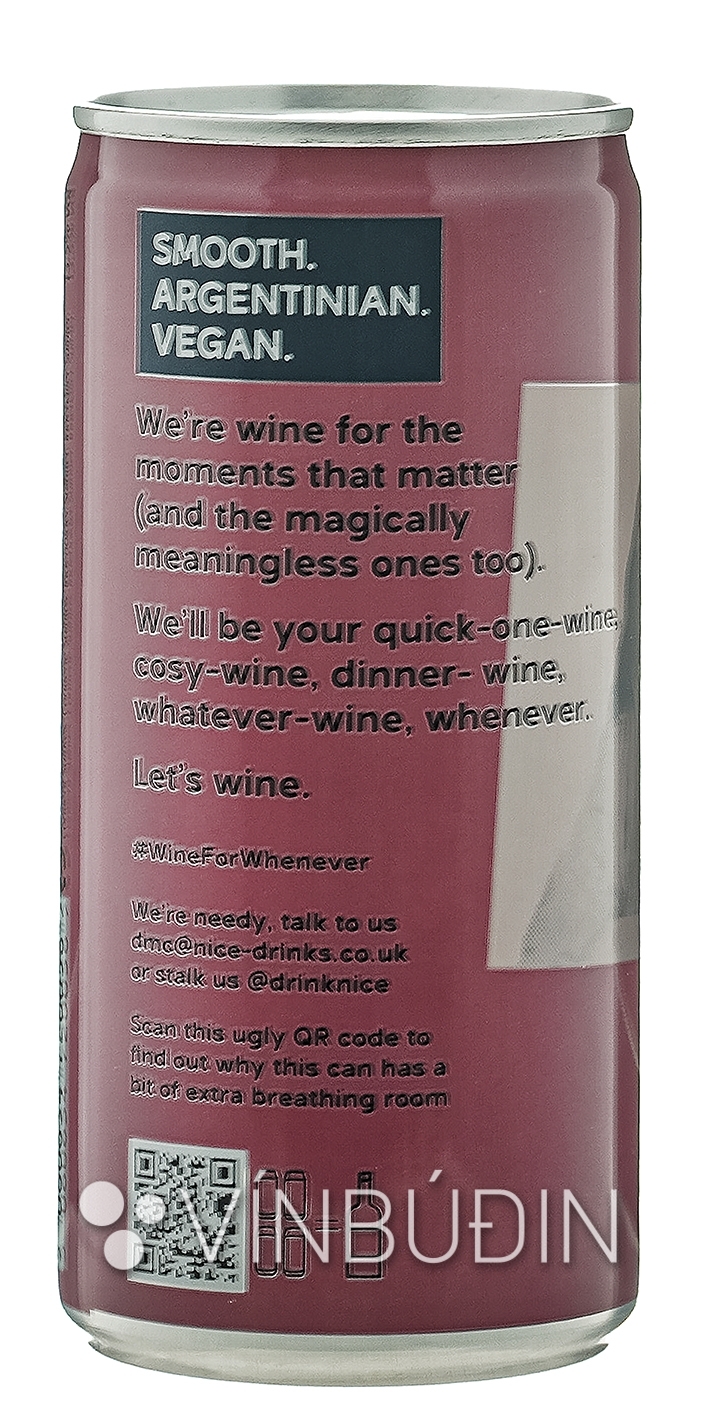 SMOOTH.
ARGENTINIAN.
VEGAN.
We're wine for the
moments that matter
(and the magically
meaningless ones too).
We'll be your quick-one-wine,
cosy-wine, dinner- wine,
whatever-wine, whenever.
Let's wine.
#WineForWhenever
We're needy, talk to us
dmc@nice-drinks.co.uk
or stalk us @drinknice
Scan this ugly QR code to
find out why this can has a
bit of extra breathing room
VÍNBÚÐIN